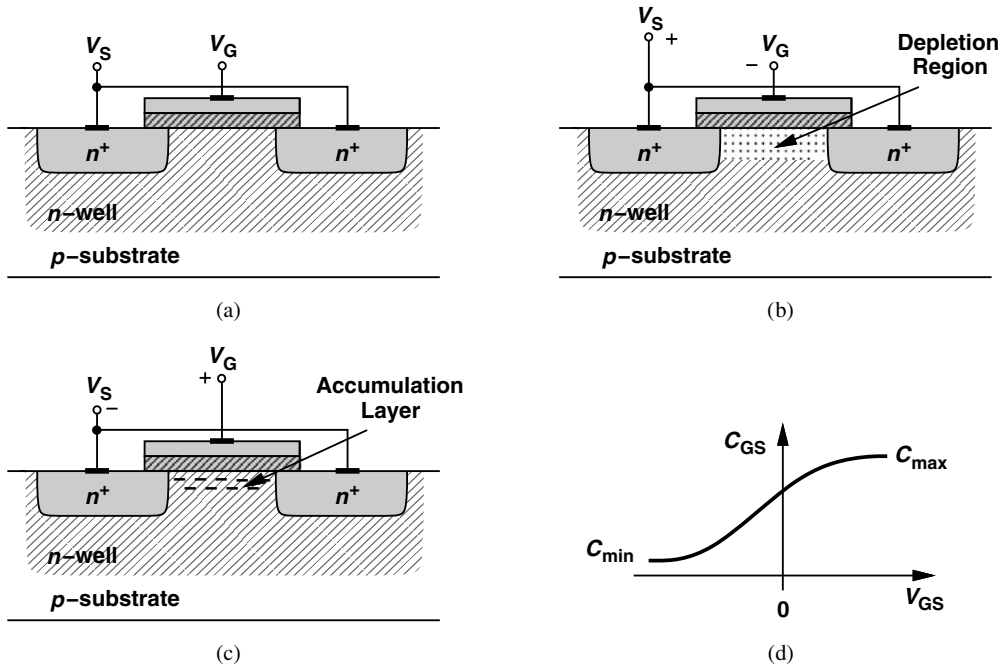 V_S
V_G
n+
n+
n−well
p−substrate
(a)
V_S
+
V_G
−
Depletion
Region
n+
n+
n−well
p−substrate
(b)
V_S
−
V_G
+
Accumulation
Layer
n+
n+
n−well
p−substrate
(c)
C_GS
C_max
C_min
0
V_GS
(d)